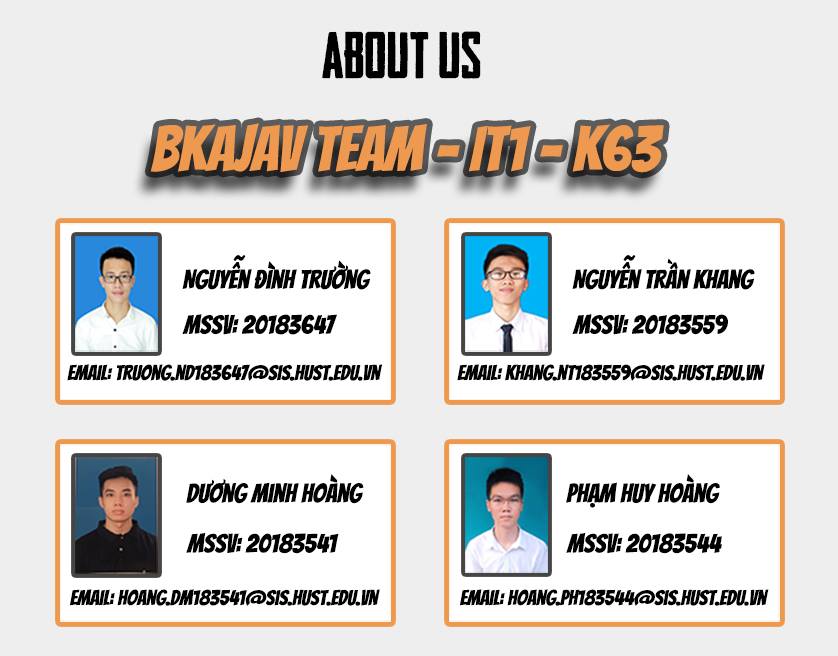 ABOUT US
BKAJAV TEAM - IT1 - K63
NGUYỄN ĐÌNH TRƯỜNG
MSSV: 20183647
EMAIL: TRUONG.ND183647@SIS.HUST.EDU.VN
NGUYỄN TRẦN KHANG
MSSV: 20183559
EMAIL: KHANG.NT183559@SIS.HUST.EDU.VN
DƯƠNG MINH HOÀNG
MSSV: 20183541
EMAIL: HOANG.DM183541@SIS.HUST.EDU.VN
PHẠM HUY HOÀNG
MSSV: 20183544
EMAIL: HOANG.PH183544@SIS.HUST.EDU.VN